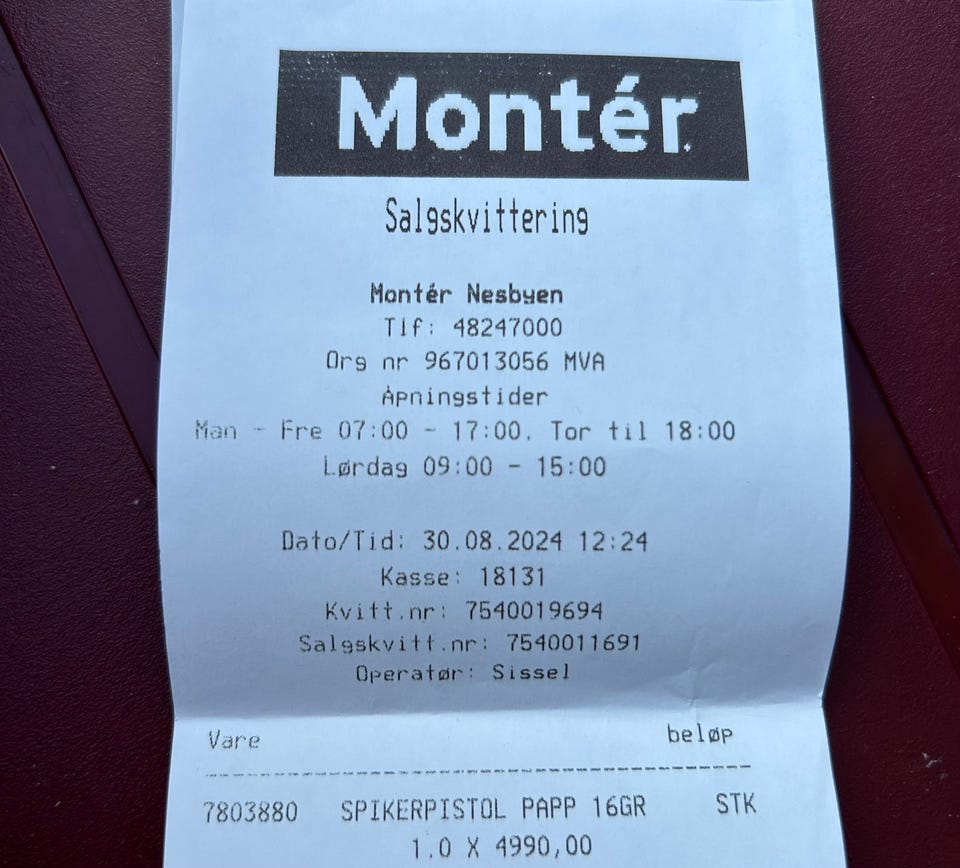 Montér.
Salgskvittering
Montér Nesbyen
Tlf: 48247000
Org nr 967013056 MVA
Åpningstider
Man - Fre 07:00 - 17:00. Tor til 18:00
Lørdag 09:00 - 15:00
Dato/Tid: 30.08.2024 12:24
Kasse: 18131
Kvitt.nr: 7540019694
Salgskvitt.nr: 7540011691
Operatør: Sissel
Vare beløp
7803880 SPIKERPISTOL PAPP 16GR STK
1.0 X 4990,00